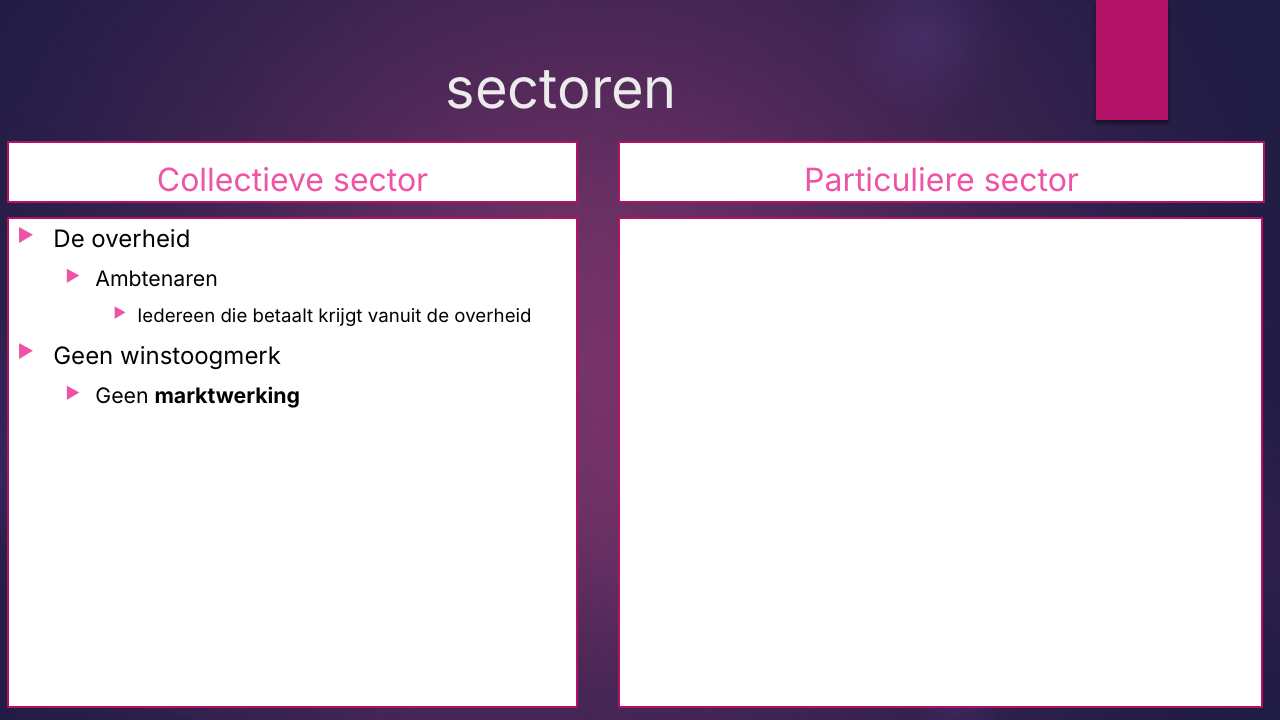 sectoren
Collectieve sector
Particuliere sector
De overheid
Ambtenaren
Iedereen die betaalt krijgt vanuit de overheid
Geen winstoogmerk
Geen marktwerking